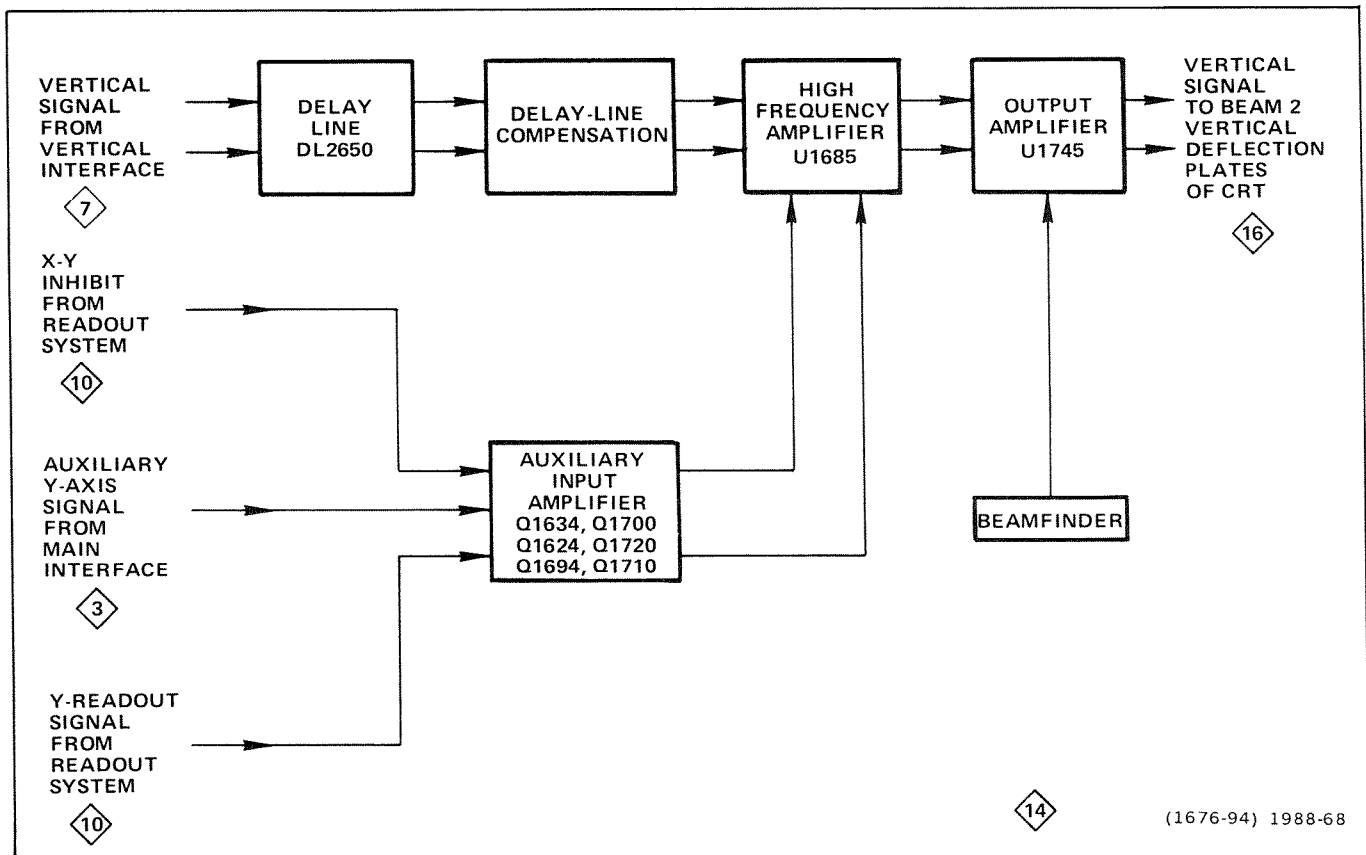 VERTICAL
SIGNAL
FROM
VERTICAL
INTERFACE
7
DELAY
LINE
DL2650
DELAY-LINE
COMPENSATION
HIGH
FREQUENCY
AMPLIFIER
U1685
OUTPUT
AMPLIFIER
U1745
VERTICAL
SIGNAL
TO BEAM 2
VERTICAL
DEFLECTION
PLATES
OF CRT
16
X-Y
INHIBIT
FROM
READOUT
SYSTEM
10
AUXILIARY
Y-AXIS
SIGNAL
FROM
MAIN
INTERFACE
3
AUXILIARY
INPUT
AMPLIFIER
Q1634, Q1700
Q1624, Q1720
Q1694, Q1710
BEAMFINDER
Y-READOUT
SIGNAL
FROM
READOUT
SYSTEM
10
14
(1676-94) 1988-68